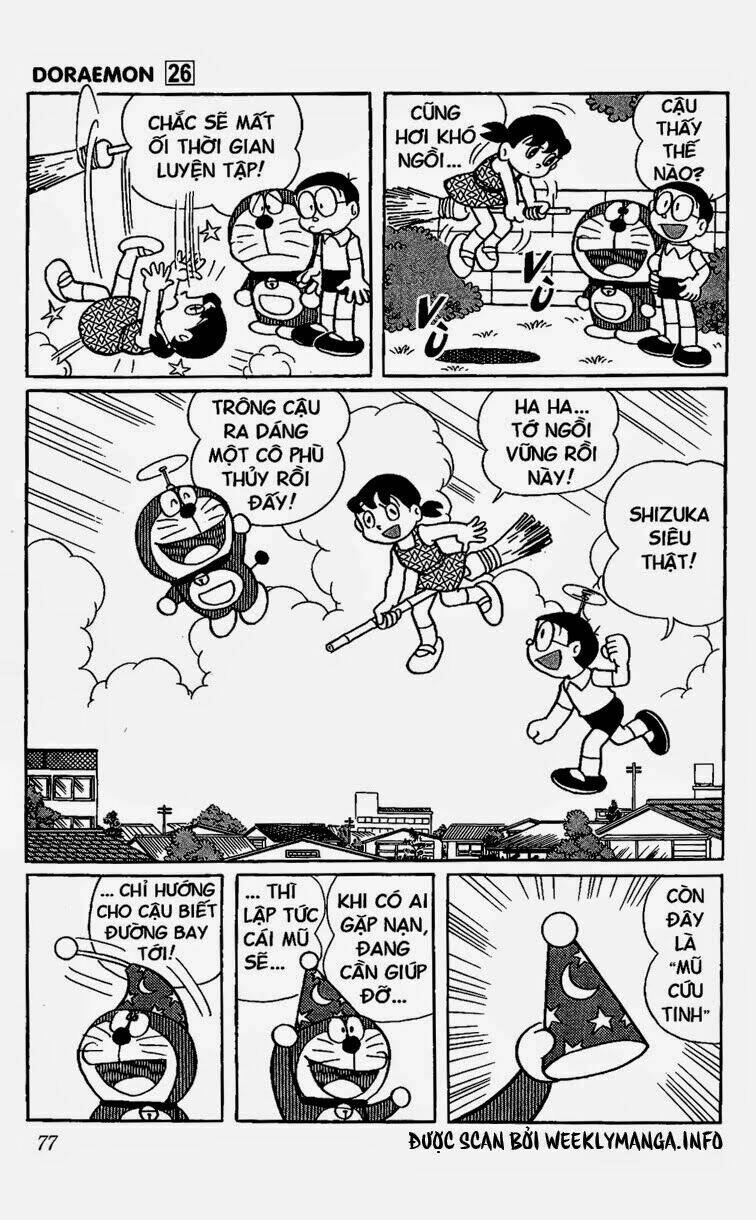 DORAEMON 26
CẬU
THẤY
THẾ
NÀO?
CŨNG
HƠI KHÓ
NGỒI...
VÙ
VÙ
CHẮC SẼ MẤT
ỐI THỜI GIAN
LUYỆN TẬP!
SHIZUKA
SIÊU
THẬT!
HA HA...
TỚ NGỒI
VỮNG RỒI
NÀY!
TRÔNG CẬU
RA DÁNG
MỘT CÔ PHÙ
THỦY RỒI
ĐẤY!
CÒN
ĐÂY
LÀ
"MŨ
CỨU
TINH"
KHI CÓ AI
GẶP NẠN,
ĐANG
CẦN GIÚP
ĐỠ...
... THÌ
LẬP TỨC
CÁI MŨ
SẼ...
... CHỈ HƯỚNG
CHO CẬU BIẾT
ĐƯỜNG BAY
TỚI!
77
ĐƯỢC SCAN BỞI WEEKLYMANGA.INFO